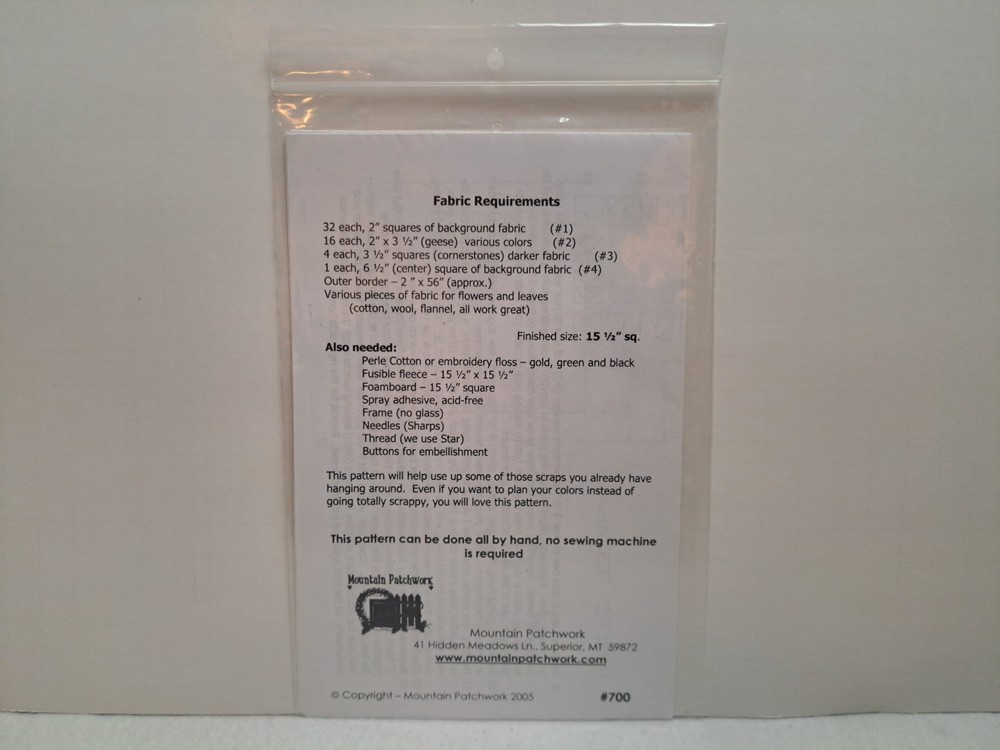 Fabric Requirements
32 each, 2” squares of background fabric (#1)
16 each, 2” x 3 ½” (geese) various colors (#2)
4 each, 3 ½” squares (cornerstones) darker fabric (#3)
1 each, 6 ½” (center) square of background fabric (#4)
Outer border – 2 ” x 56” (approx.)
Various pieces of fabric for flowers and leaves
(cotton, wool, flannel, all work great)
Finished size: 15 ½” sq.
Also needed:
Perle Cotton or embroidery floss – gold, green and black
Fusible fleece – 15 ½” x 15 ½”
Foamboard – 15 ½” square
Spray adhesive, acid-free
Frame (no glass)
Needles (Sharps)
Thread (we use Star)
Buttons for embellishment
This pattern will help use up some of those scraps you already have
hanging around. Even if you want to plan your colors instead of
going totally scrappy, you will love this pattern.
This pattern can be done all by hand, no sewing machine
is required
Mountain Patchwork
Mountain Patchwork
41 Hidden Meadows Ln., Superior, MT 59872
www.mountainpatchwork.com
© Copyright – Mountain Patchwork 2005 #700